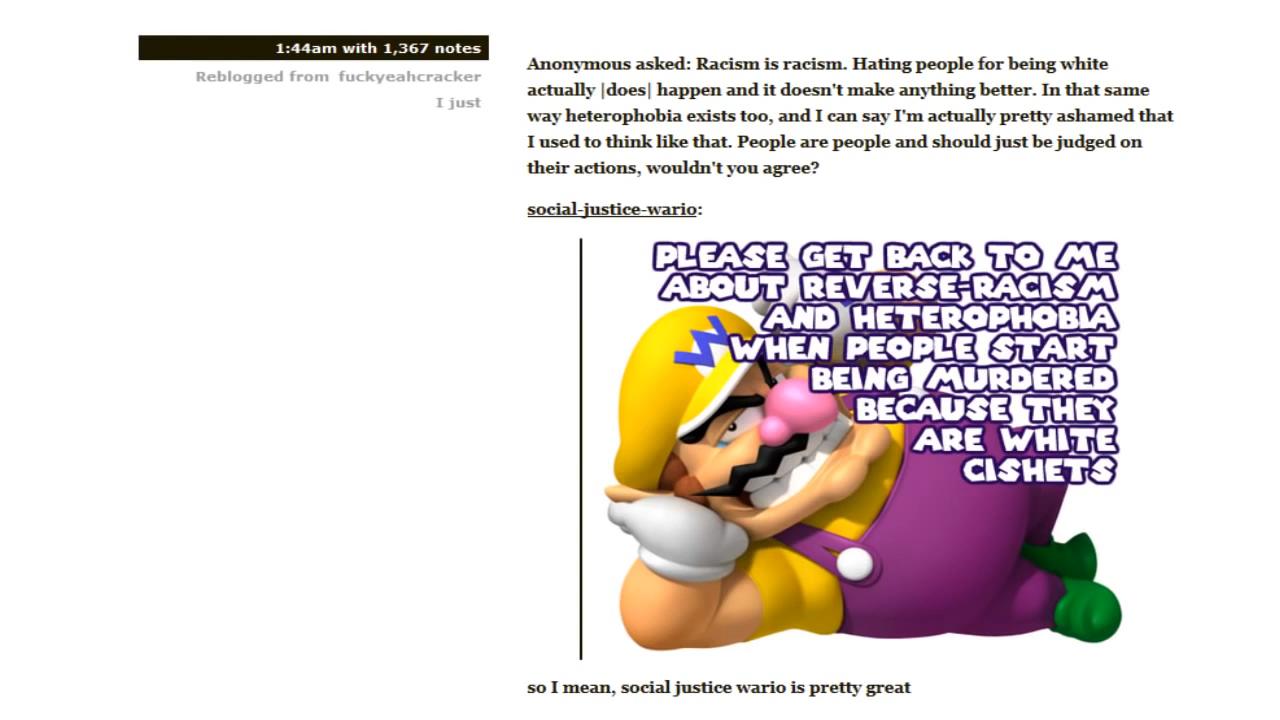 1:44am with 1,367 notes
Reblogged from fuckyeahcracker
I just
Anonymous asked: Racism is racism. Hating people for being white
actually |does| happen and it doesn't make anything better. In that same
way heterophobia exists too, and I can say I'm actually pretty ashamed that
I used to think like that. People are people and should just be judged on
their actions, wouldn't you agree?
social-justice-wario:
PLEASE GET BACK TO ME
ABOUT REVERSE-RACISM
AND HETEROPHOBIA
WHEN PEOPLE START
BEING MURDERED
BECAUSE THEY
ARE WHITE
CISHETS
so I mean, social justice wario is pretty great